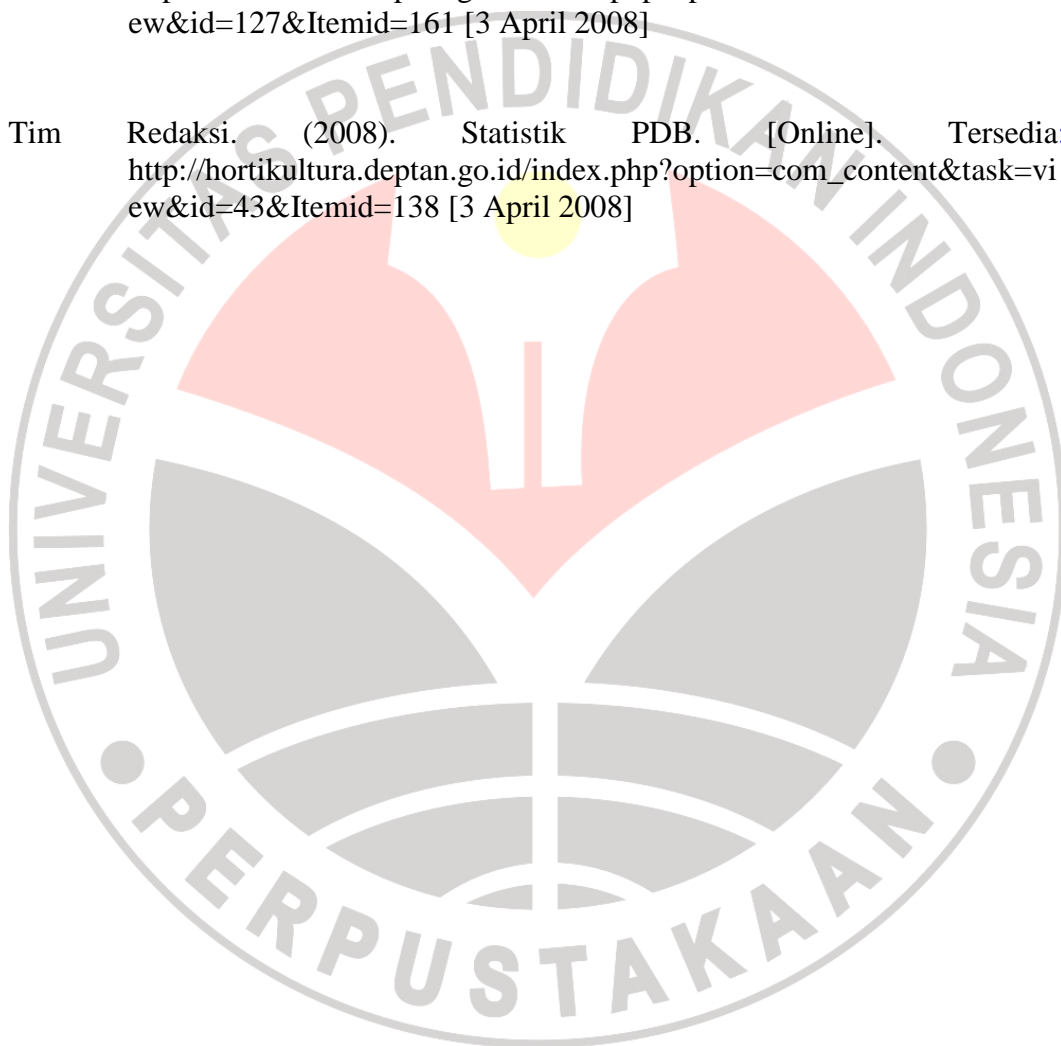 ew&id=127&Itemid=161 [3 April 2008]
Tim Redaksi. (2008). Statistik PDB. [Online]. Tersedia:
http://hortikultura.deptan.go.id/index.php?option=com_content&task=vi
ew&id=43&Itemid=138 [3 April 2008]
UNIVERSITAS PENDIDIKAN INDONESIA
PERPUSTAKAAN